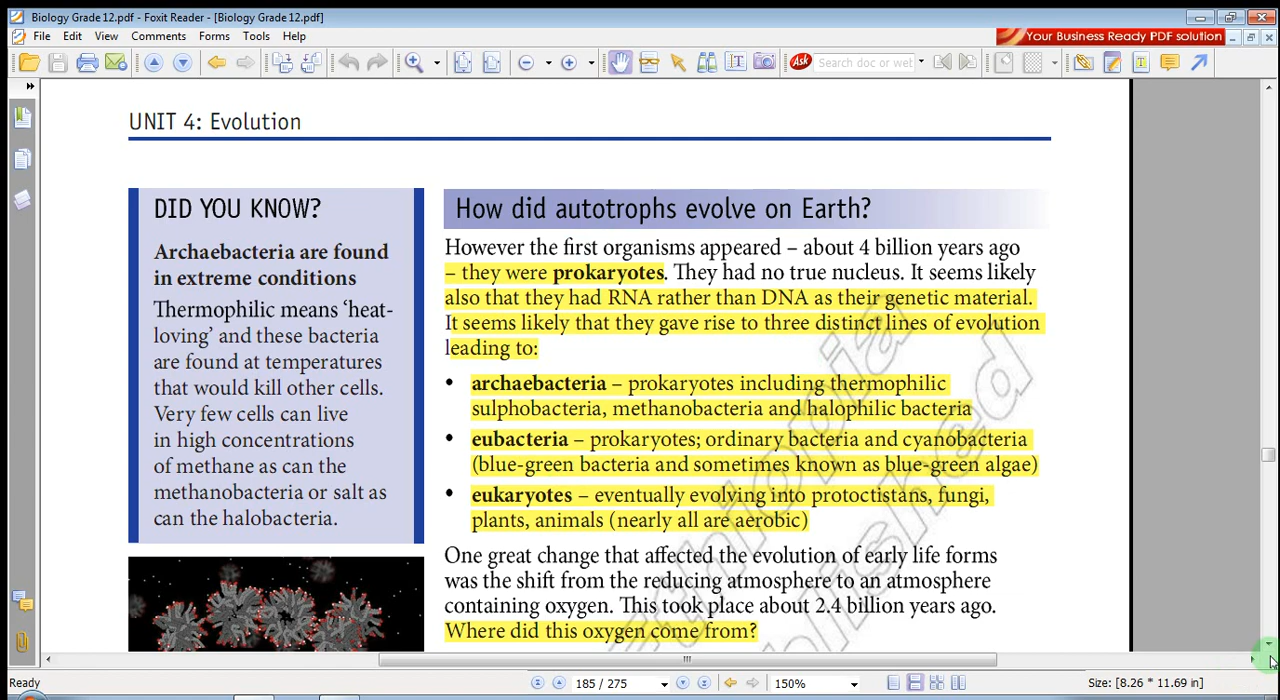 Biology Grade 12.pdf - Foxit Reader - [Biology Grade 12.pdf]
File Edit View Comments Forms Tools Help
Your Business Ready PDF solution
Ask Search doc or wel
UNIT 4: Evolution
DID YOU KNOW?
Archaebacteria are found
in extreme conditions
Thermophilic means ‘heat-
loving’ and these bacteria
are found at temperatures
that would kill other cells.
Very few cells can live
in high concentrations
of methane as can the
methanobacteria or salt as
can the halobacteria.
How did autotrophs evolve on Earth?
However the first organisms appeared – about 4 billion years ago
– they were prokaryotes. They had no true nucleus. It seems likely
also that they had RNA rather than DNA as their genetic material.
It seems likely that they gave rise to three distinct lines of evolution
leading to:
• archaebacteria – prokaryotes including thermophilic
sulphobacteria, methanobacteria and halophilic bacteria
• eubacteria – prokaryotes; ordinary bacteria and cyanobacteria
(blue-green bacteria and sometimes known as blue-green algae)
• eukaryotes – eventually evolving into protoctistans, fungi,
plants, animals (nearly all are aerobic)
One great change that affected the evolution of early life forms
was the shift from the reducing atmosphere to an atmosphere
containing oxygen. This took place about 2.4 billion years ago.
Where did this oxygen come from?
Ready
185 / 275
150%
Size: [8.26 * 11.69 in]